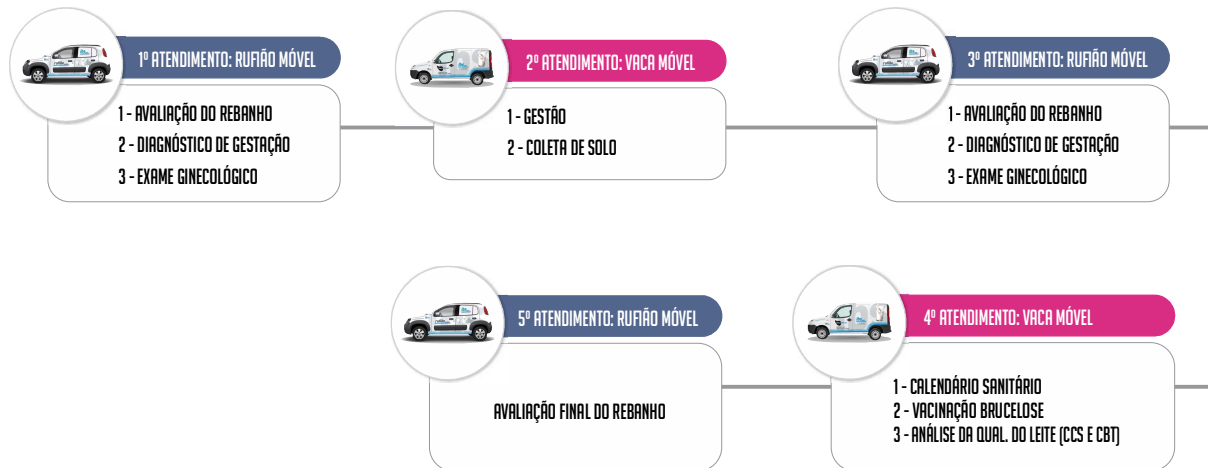 1º ATENDIMENTO: RUFIÃO MÓVEL
1 - AVALIAÇÃO DO REBANHO
2 - DIAGNÓSTICO DE GESTAÇÃO
3 - EXAME GINECOLÓGICO
2º ATENDIMENTO: VACA MÓVEL
1 - GESTÃO
2 - COLETA DE SOLO
3º ATENDIMENTO: RUFIÃO MÓVEL
1 - AVALIAÇÃO DO REBANHO
2 - DIAGNÓSTICO DE GESTAÇÃO
3 - EXAME GINECOLÓGICO
4º ATENDIMENTO: VACA MÓVEL
1 - CALENDÁRIO SANITÁRIO
2 - VACINAÇÃO BRUCELOSE
3 - ANÁLISE DA QUAL. DO LEITE (CCS E CBT)
5º ATENDIMENTO: RUFIÃO MÓVEL
AVALIAÇÃO FINAL DO REBANHO